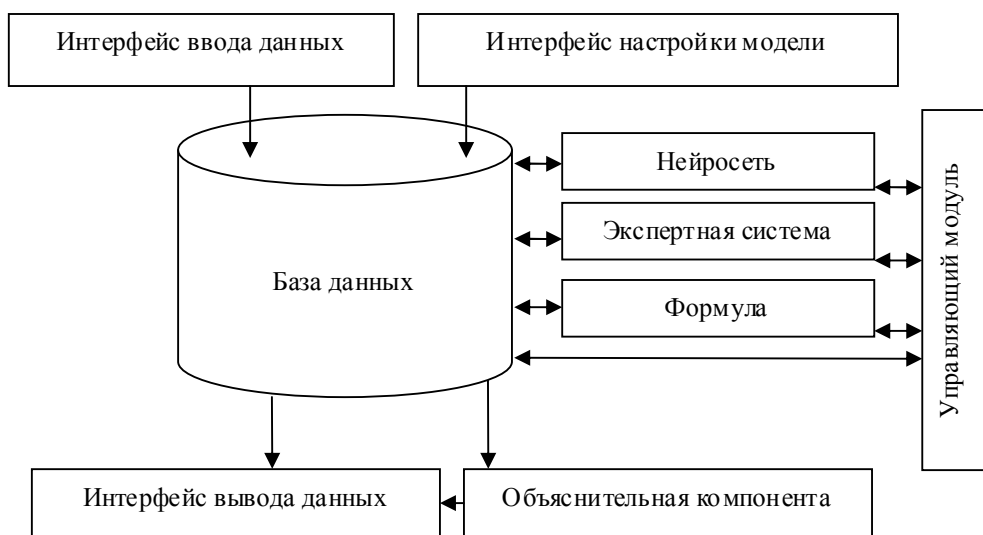 Интерфейс ввода данных
Интерфейс настройки модели
Нейросеть
Экспертная система
База данных
Формула
Управляющий модуль
Интерфейс вывода данных
Объяснительная компонента